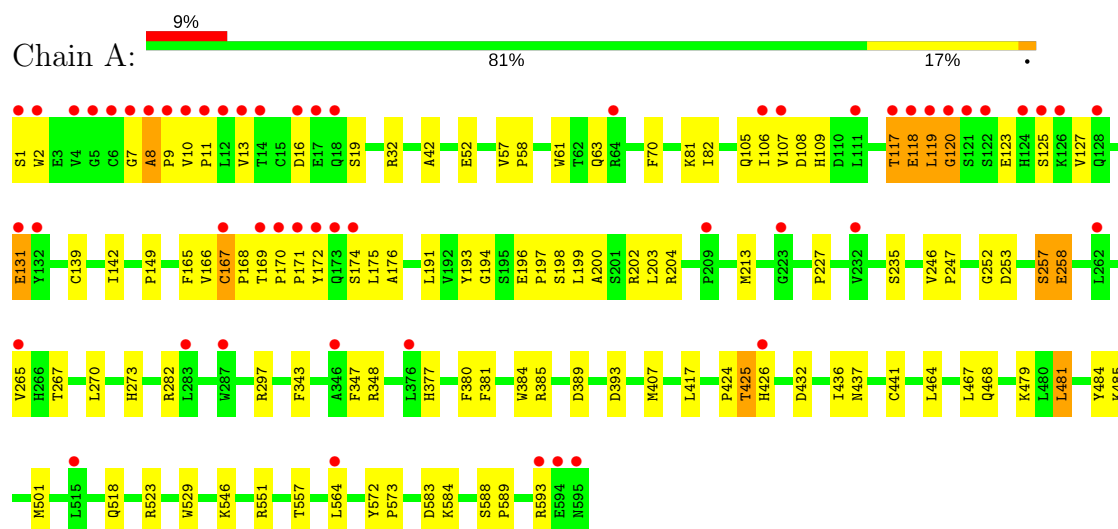 9%
Chain A:
81% 17% •
S1 W2 E3 V4 G5 C6 G7 A8 P9 V10 P11 L12 V13 T14 C15 D16 E17 Q18 S19 R32 A42 E52 V57 P58 W61 T62 Q63 R64 F70 K81 I82 Q105 I106 V107 D108 H109 D110 L111 T117 E118 L119 G120 S121 S122 E123 H124 S125 K126 V127 Q128
E131 Y132 C139 I142 P149 F165 V166 C167 P168 T169 P170 P171 Y172 Q173 S174 L175 A176 L191 V192 Y193 G194 S195 E196 P197 S198 L199 A200 S201 R202 L203 R204 P209 M213 G223 P227 V232 S235 V246 P247 G252 D253 S257 E258 L262
V265 H266 T267 L270 H273 R282 L283 W287 R297 F343 A346 F347 R348 L376 H377 F380 F381 W384 R385 D389 D393 M407 L417 P424 T425 H426 D432 I436 N437 C441 L464 L467 Q468 K479 L480 L481 Y484 K485
M501 L515 Q518 R523 W529 K546 R551 T557 L564 Y572 P573 D583 K584 S588 P589 R593 E594 N595